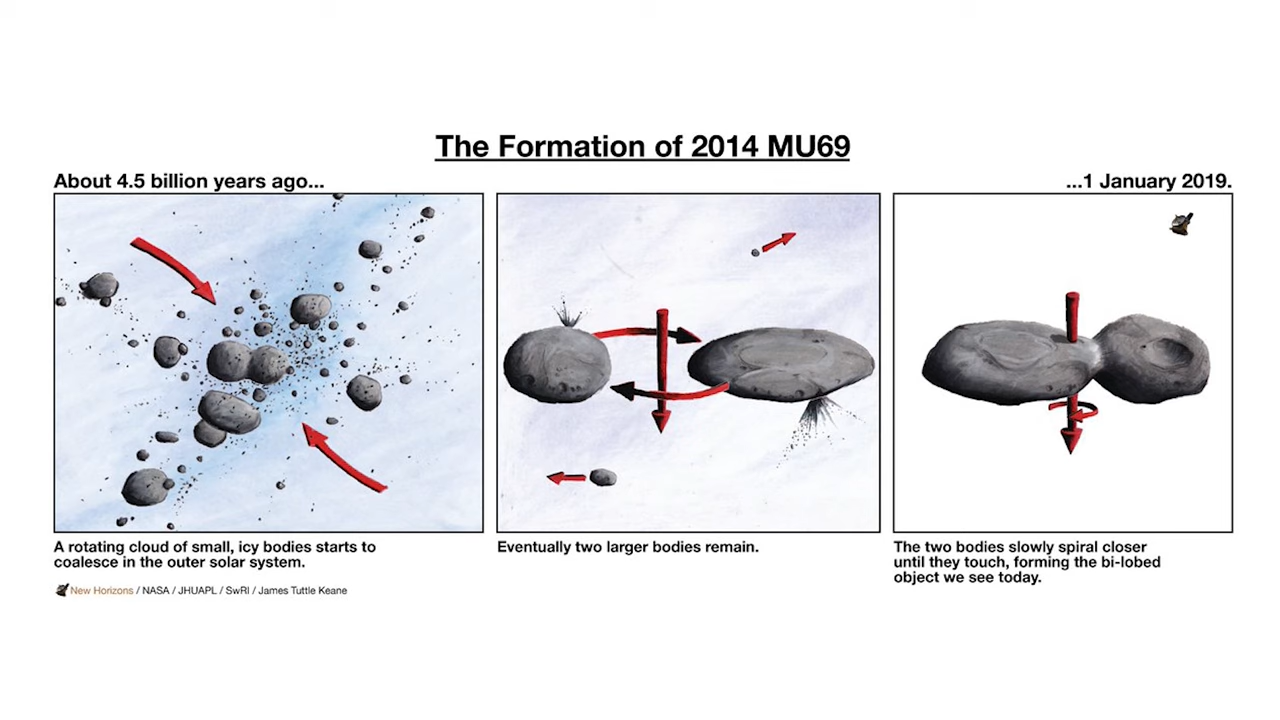 The Formation of 2014 MU69
About 4.5 billion years ago...
...1 January 2019.
A rotating cloud of small, icy bodies starts to
coalesce in the outer solar system.
Eventually two larger bodies remain.
The two bodies slowly spiral closer
until they touch, forming the bi-lobed
object we see today.
New Horizons / NASA / JHUAPL / SwRI / James Tuttle Keane